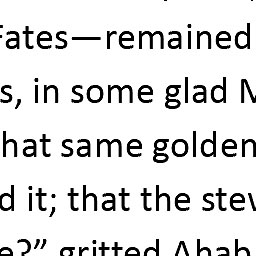 Fates—remained
s, in some glad M
hat same golden
d it; that the stev
e?” gritted Ahab